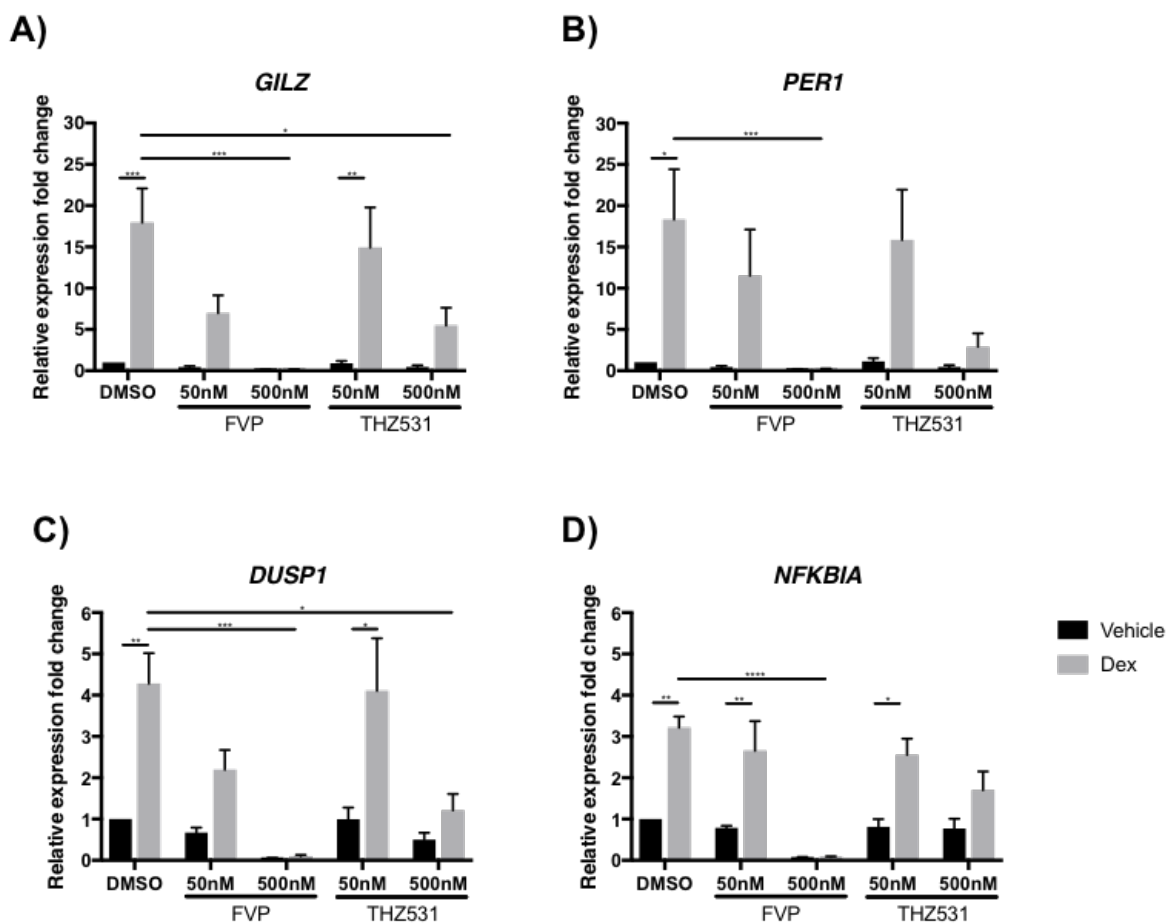 A)
GILZ
Relative expression fold change
30
25
20
15
10
5
0
*
***
***
**
DMSO 50nM 500nM 50nM 500nM
FVP THZ531
B)
PER1
Relative expression fold change
30
25
20
15
10
5
0
***
*
DMSO 50nM 500nM 50nM 500nM
FVP THZ531
C)
DUSP1
Relative expression fold change
6
5
4
3
2
1
0
*
***
**
*
DMSO 50nM 500nM 50nM 500nM
FVP THZ531
D)
NFKBIA
Relative expression fold change
6
5
4
3
2
1
0
****
**
**
*
DMSO 50nM 500nM 50nM 500nM
FVP THZ531
Vehicle
Dex